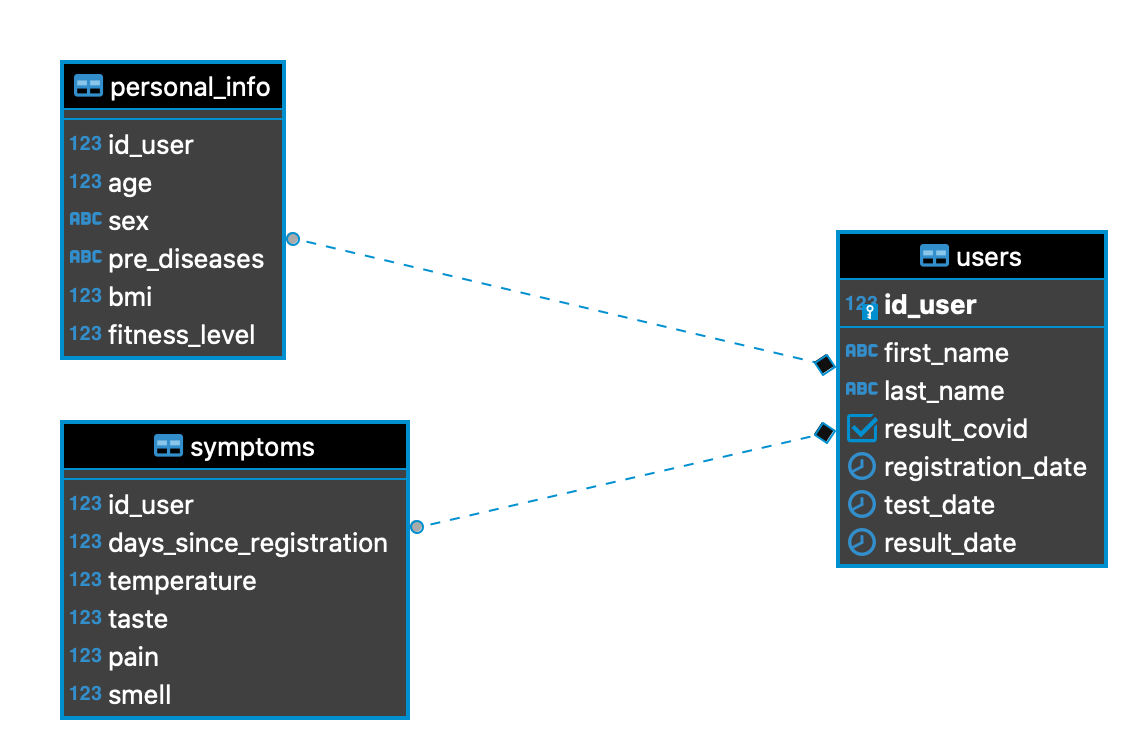 personal_info
123 id_user
123 age
ABC sex
ABC pre_diseases
123 bmi
123 fitness_level
symptoms
123 id_user
123 days_since_registration
123 temperature
123 taste
123 pain
123 smell
users
123 id_user
ABC first_name
ABC last_name
result_covid
registration_date
test_date
result_date